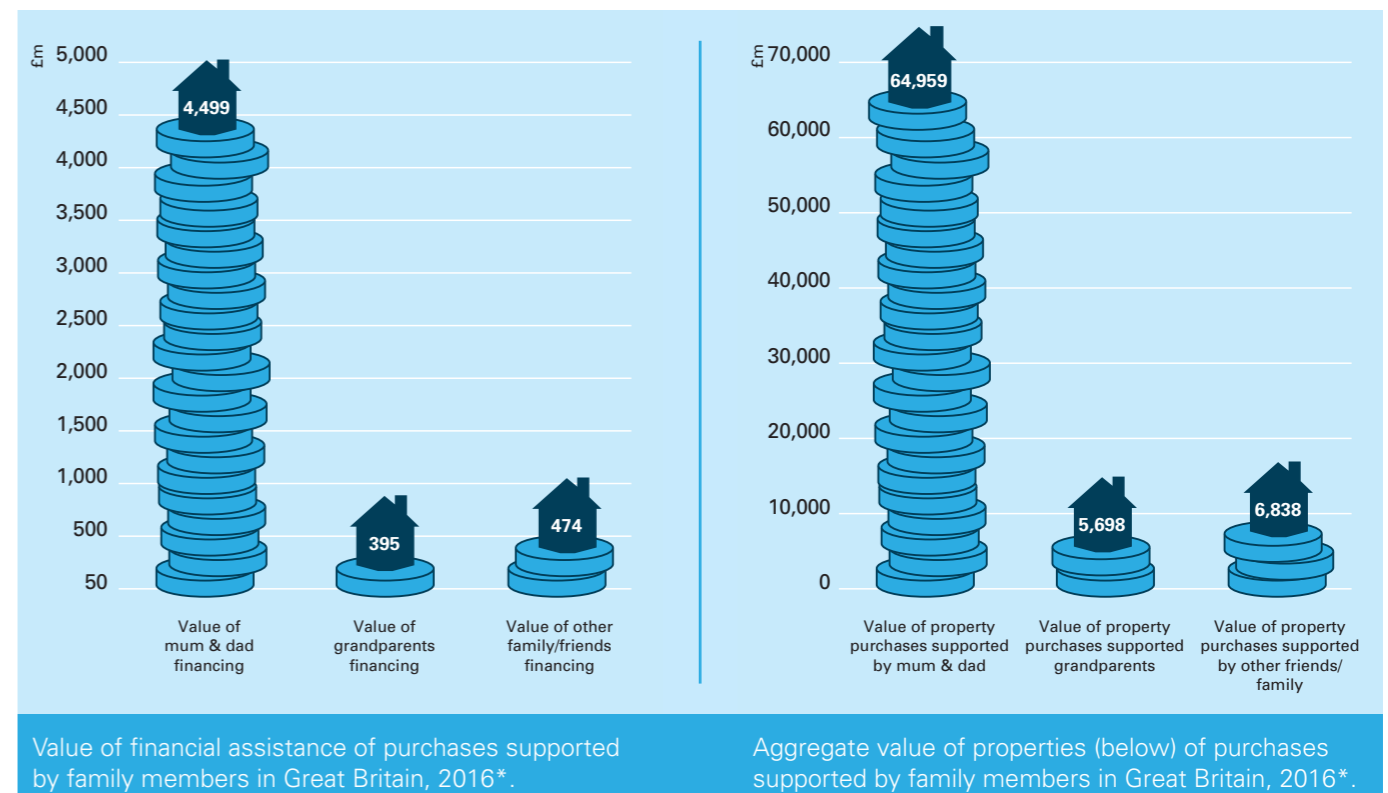 £m
5,000
4,500
4,000
3,500
3,000
2,500
2,000
1,500
1,000
500
50
4,499
395
474
Value of
mum & dad
financing
Value of
grandparents
financing
Value of other
family/friends
financing
£m
70,000
60,000
50,000
40,000
30,000
20,000
10,000
0
64,959
5,698
6,838
Value of property
purchases supported
by mum & dad
Value of property
purchases supported
grandparents
Value of property
purchases supported
by other friends/
family
Value of financial assistance of purchases supported
by family members in Great Britain, 2016*.
Aggregate value of properties (below) of purchases
supported by family members in Great Britain, 2016*.